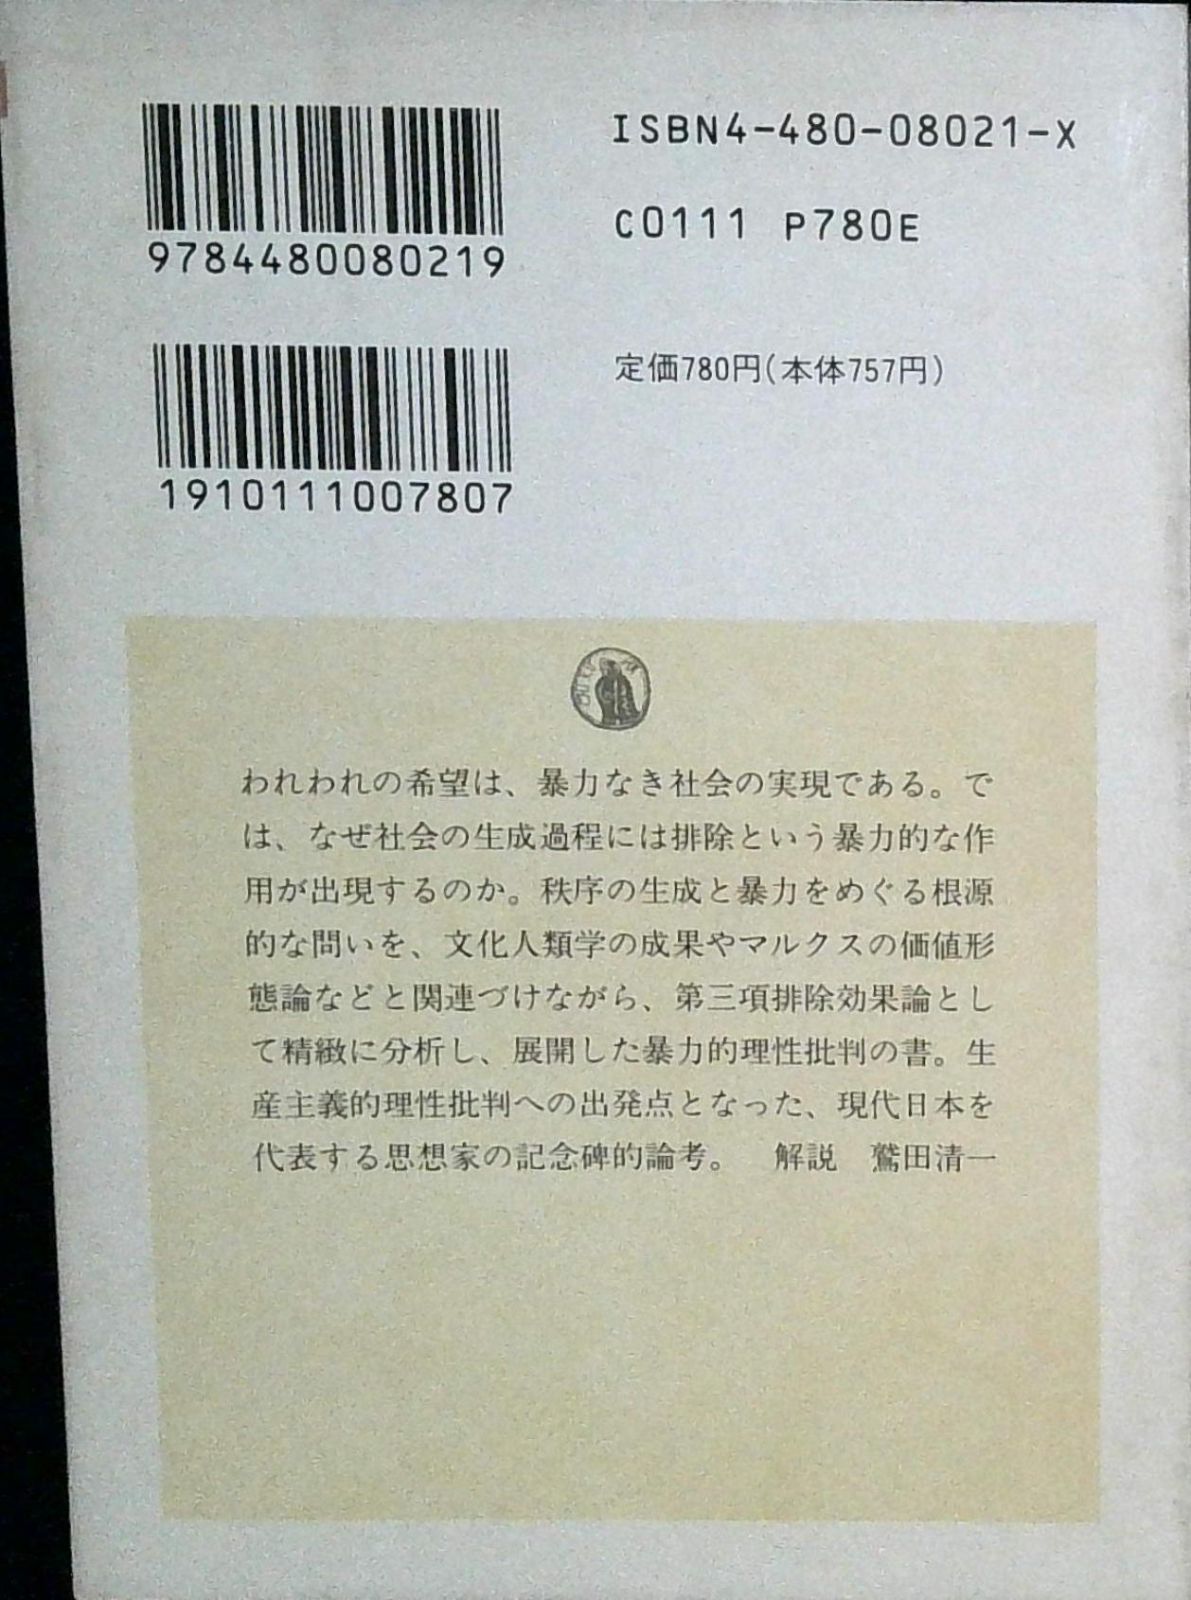 ISBN4-480-08021-X
9784480080219
C0111 P780E
定価780円(本体757円)
1910111007807
われわれの希望は、暴力なき社会の実現である。で
は、なぜ社会の生成過程には排除という暴力的な作
用が出現するのか。秩序の生成と暴力をめぐる根源
的な問いを、文化人類学の成果やマルクスの価値形
態論などと関連づけながら、第三項排除効果論とし
て精緻に分析し、展開した暴力的理性批判の書。生
産主義的理性批判への出発点となった、現代日本を
代表する思想家の記念碑的論考。 解説 鷲田清一